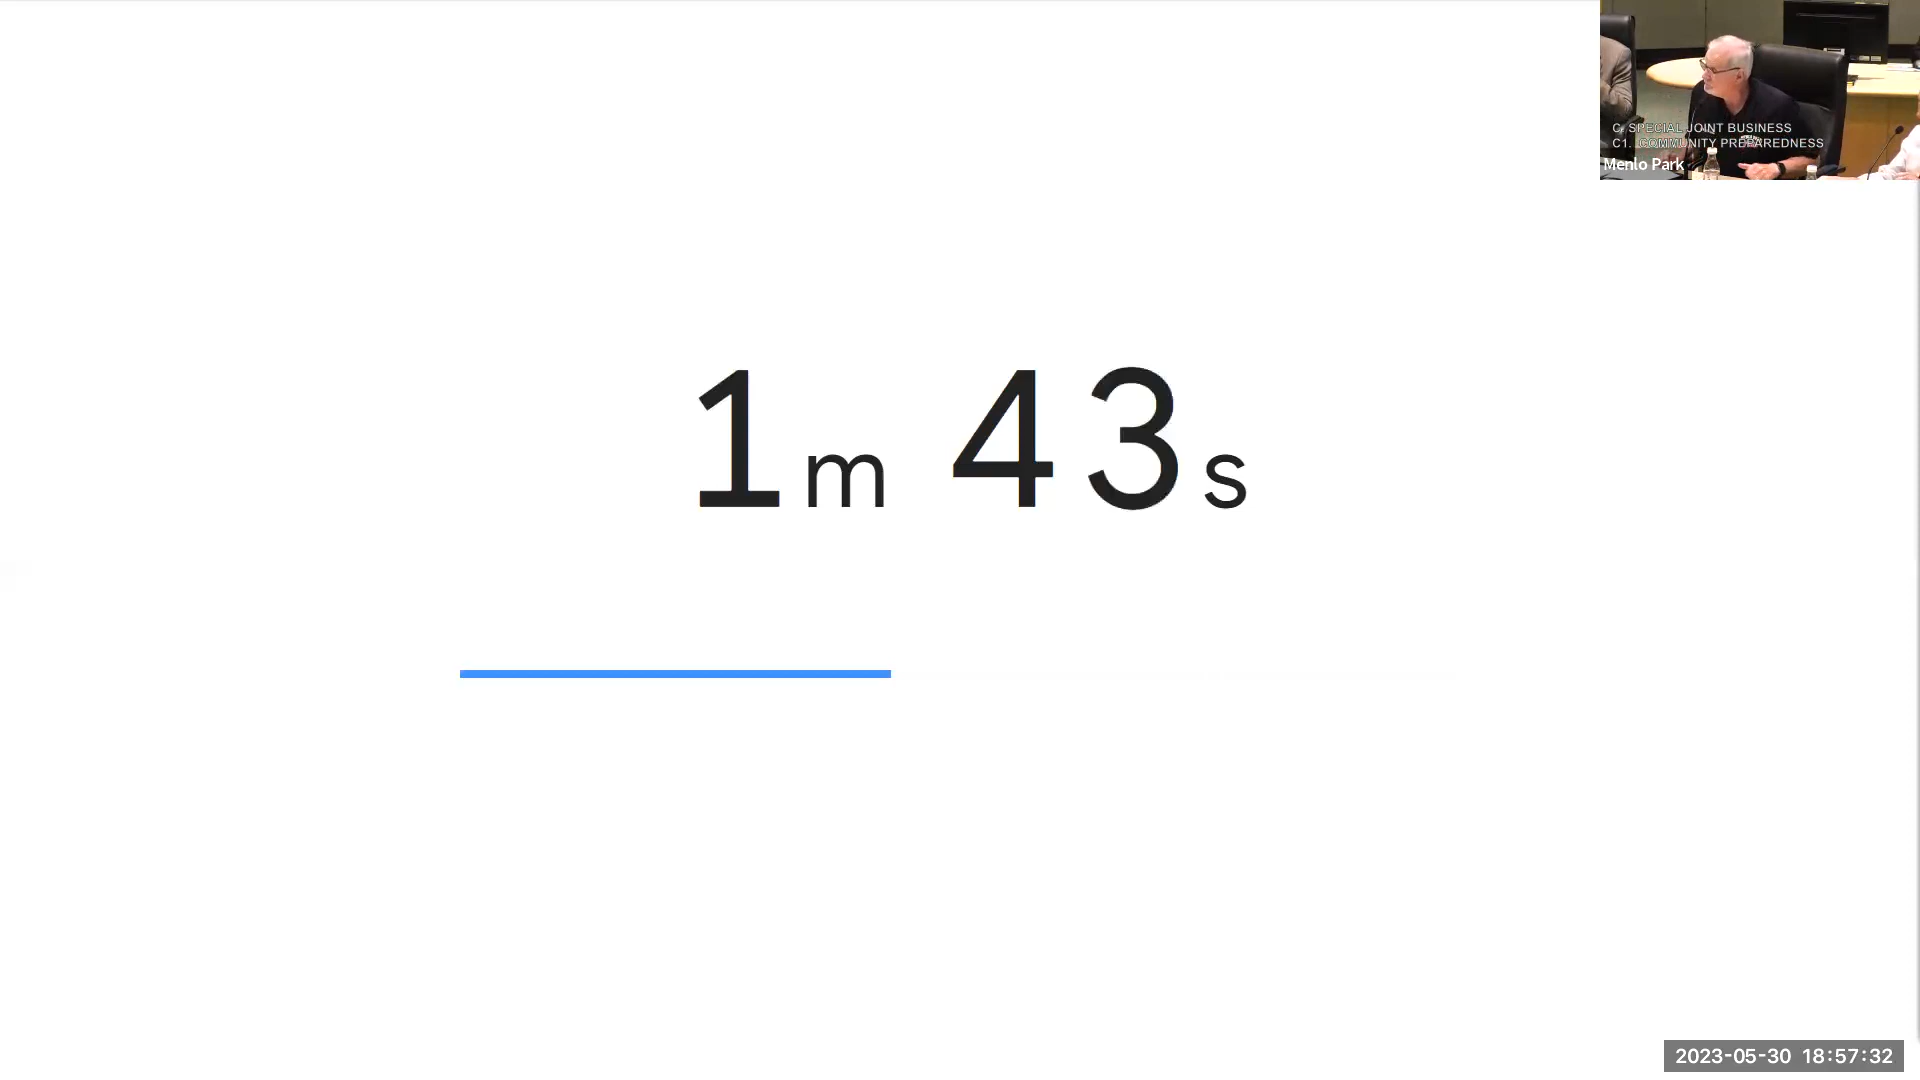 C. SPECIAL JOINT BUSINESS
C1. COMMUNITY PREPAREDNESS
Menlo Park
1m 43s
2023-05-30 18:57:32